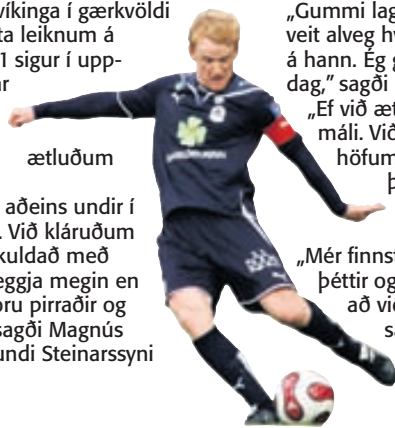 víkinga í gærkvöldi
ta leiknum á
1 sigur í upp-
ætluðum
aðeins undir í
. Við kláruðum
kuldað með
eggja megin en
oru pirraðir og
sagði Magnús
undi Steinarssyni
„Gummi lag
veit alveg hv
á hann. Ég g
dag,“ sagði
„Ef við æt
máli. Við
höfum
þ
„Mér finnst
þéttir og
að vi
sa